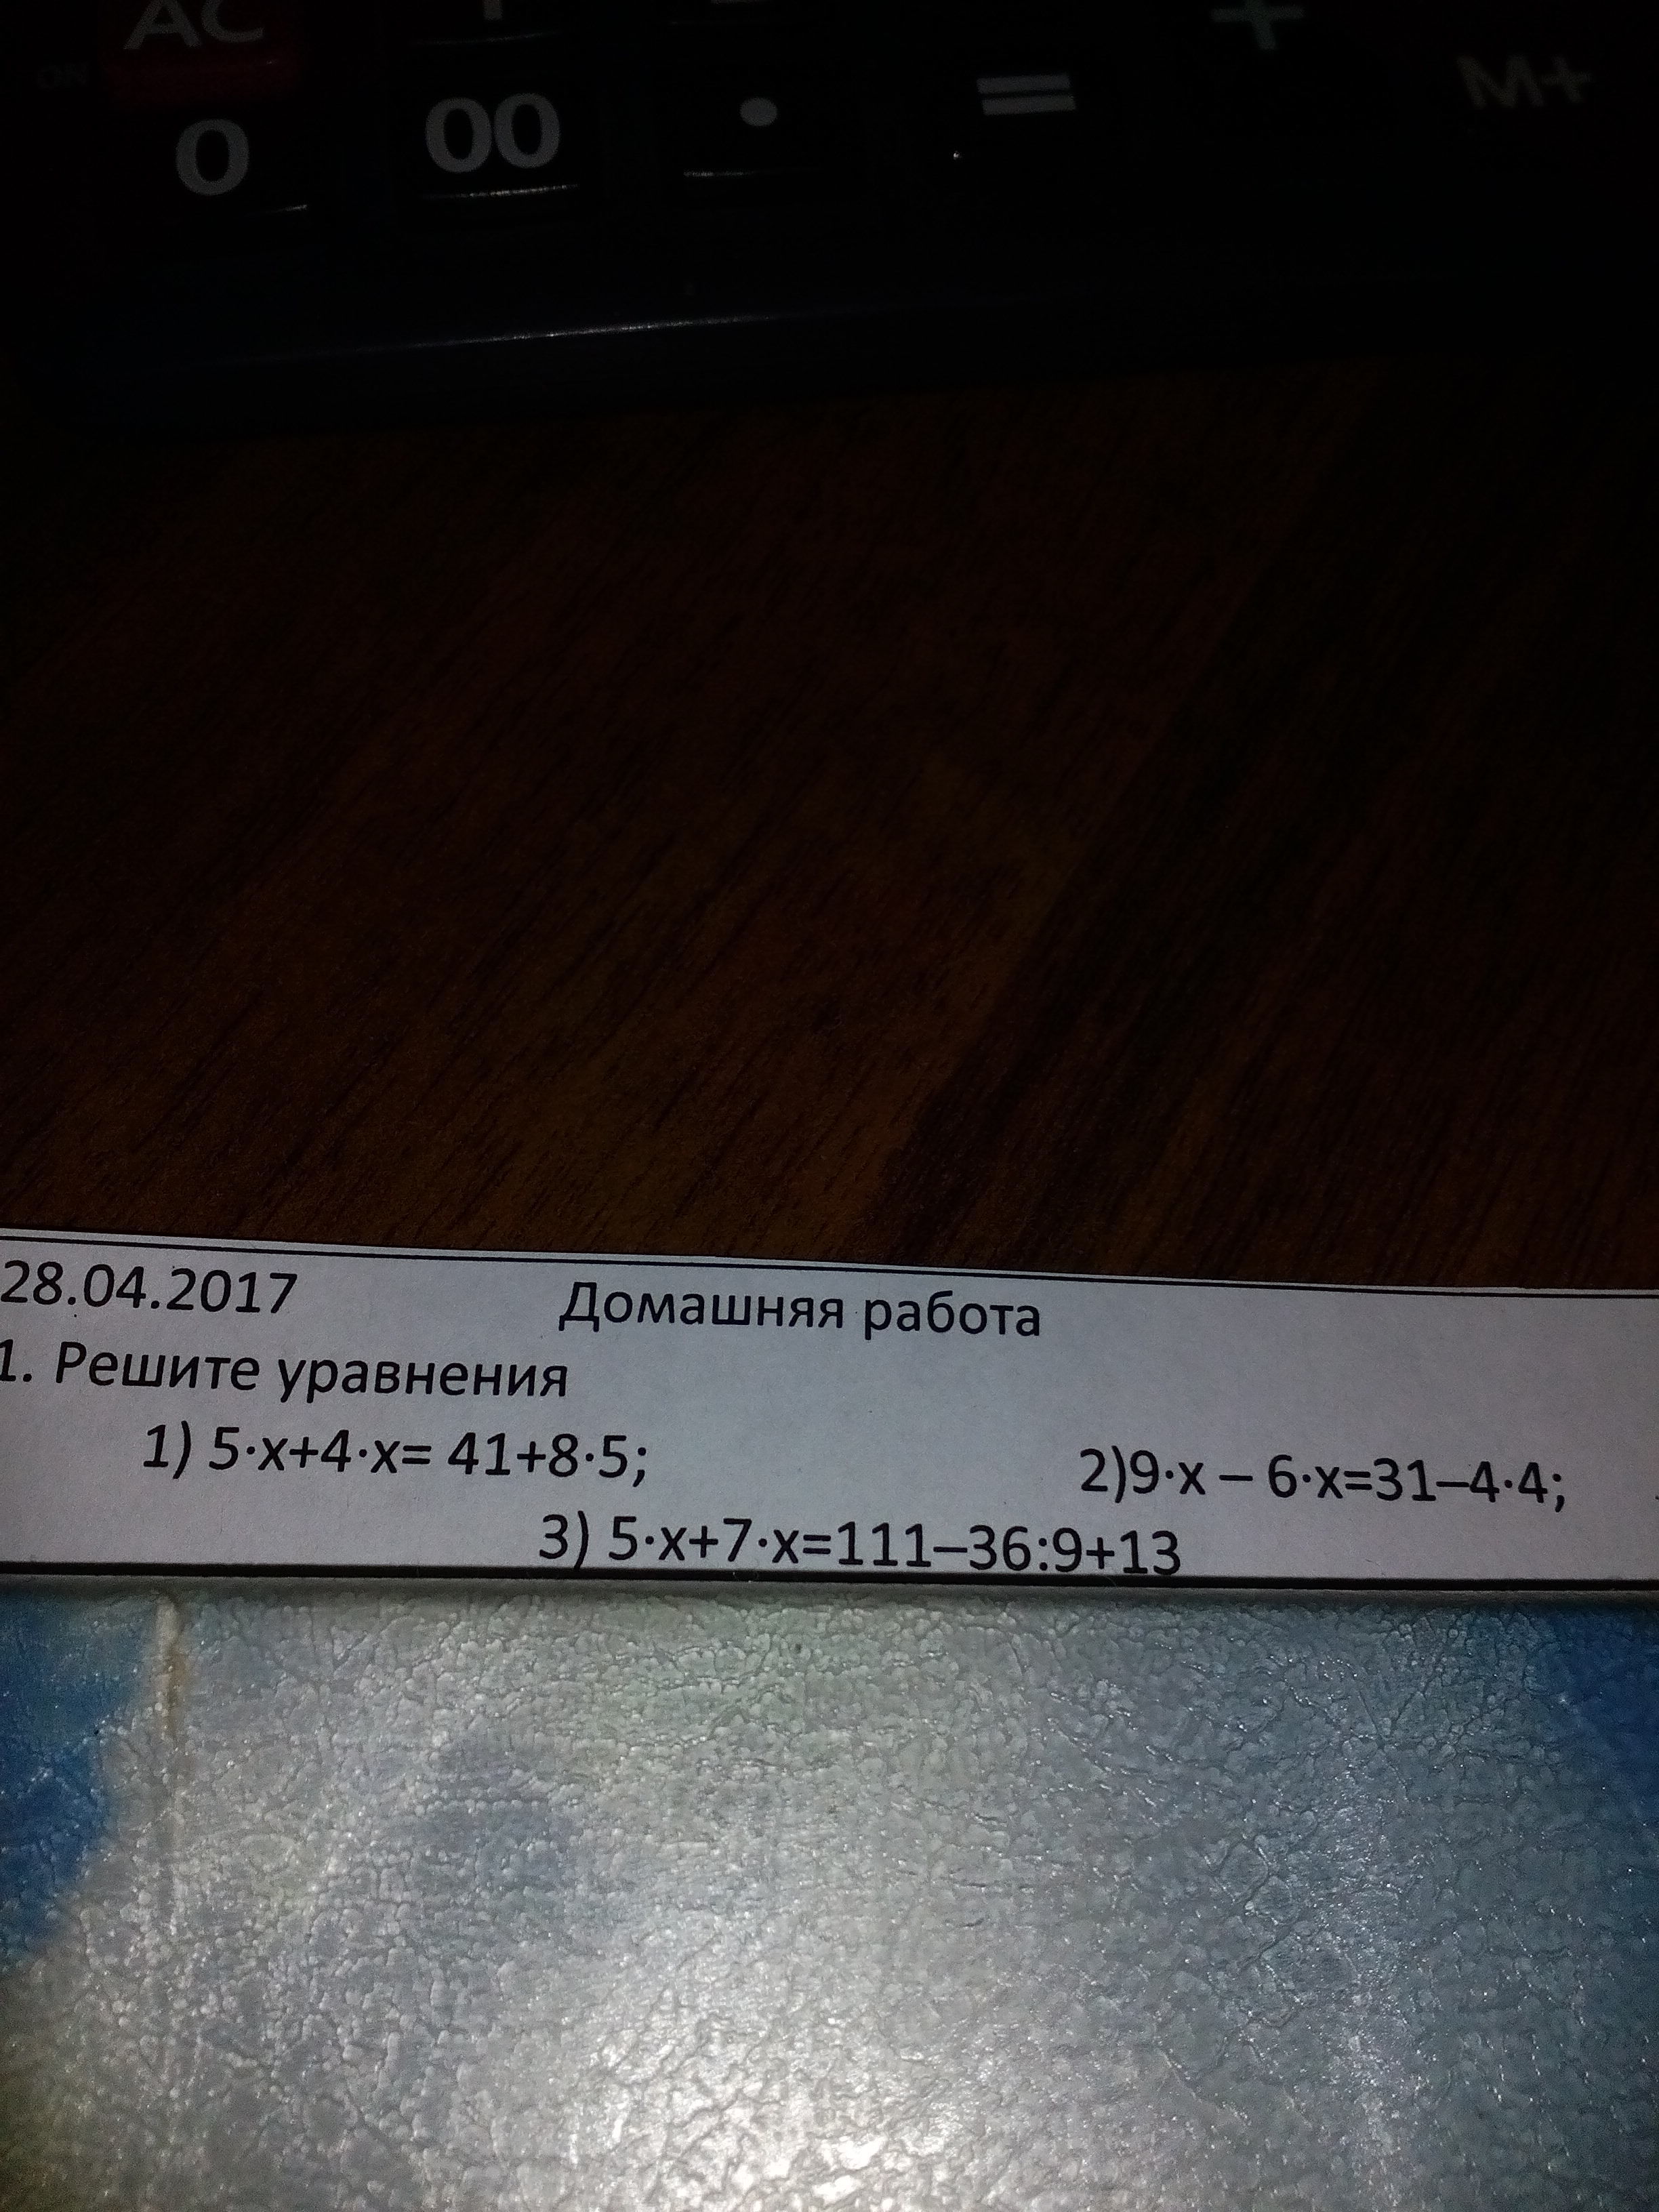 AC
ON
+
M+
0 00 . =
28.04.2017 Домашняя работа
1. Решите уравнения
1) 5·x+4·x= 41+8·5; 2)9·x – 6·x=31–4·4;
3) 5·x+7·x=111–36:9+13